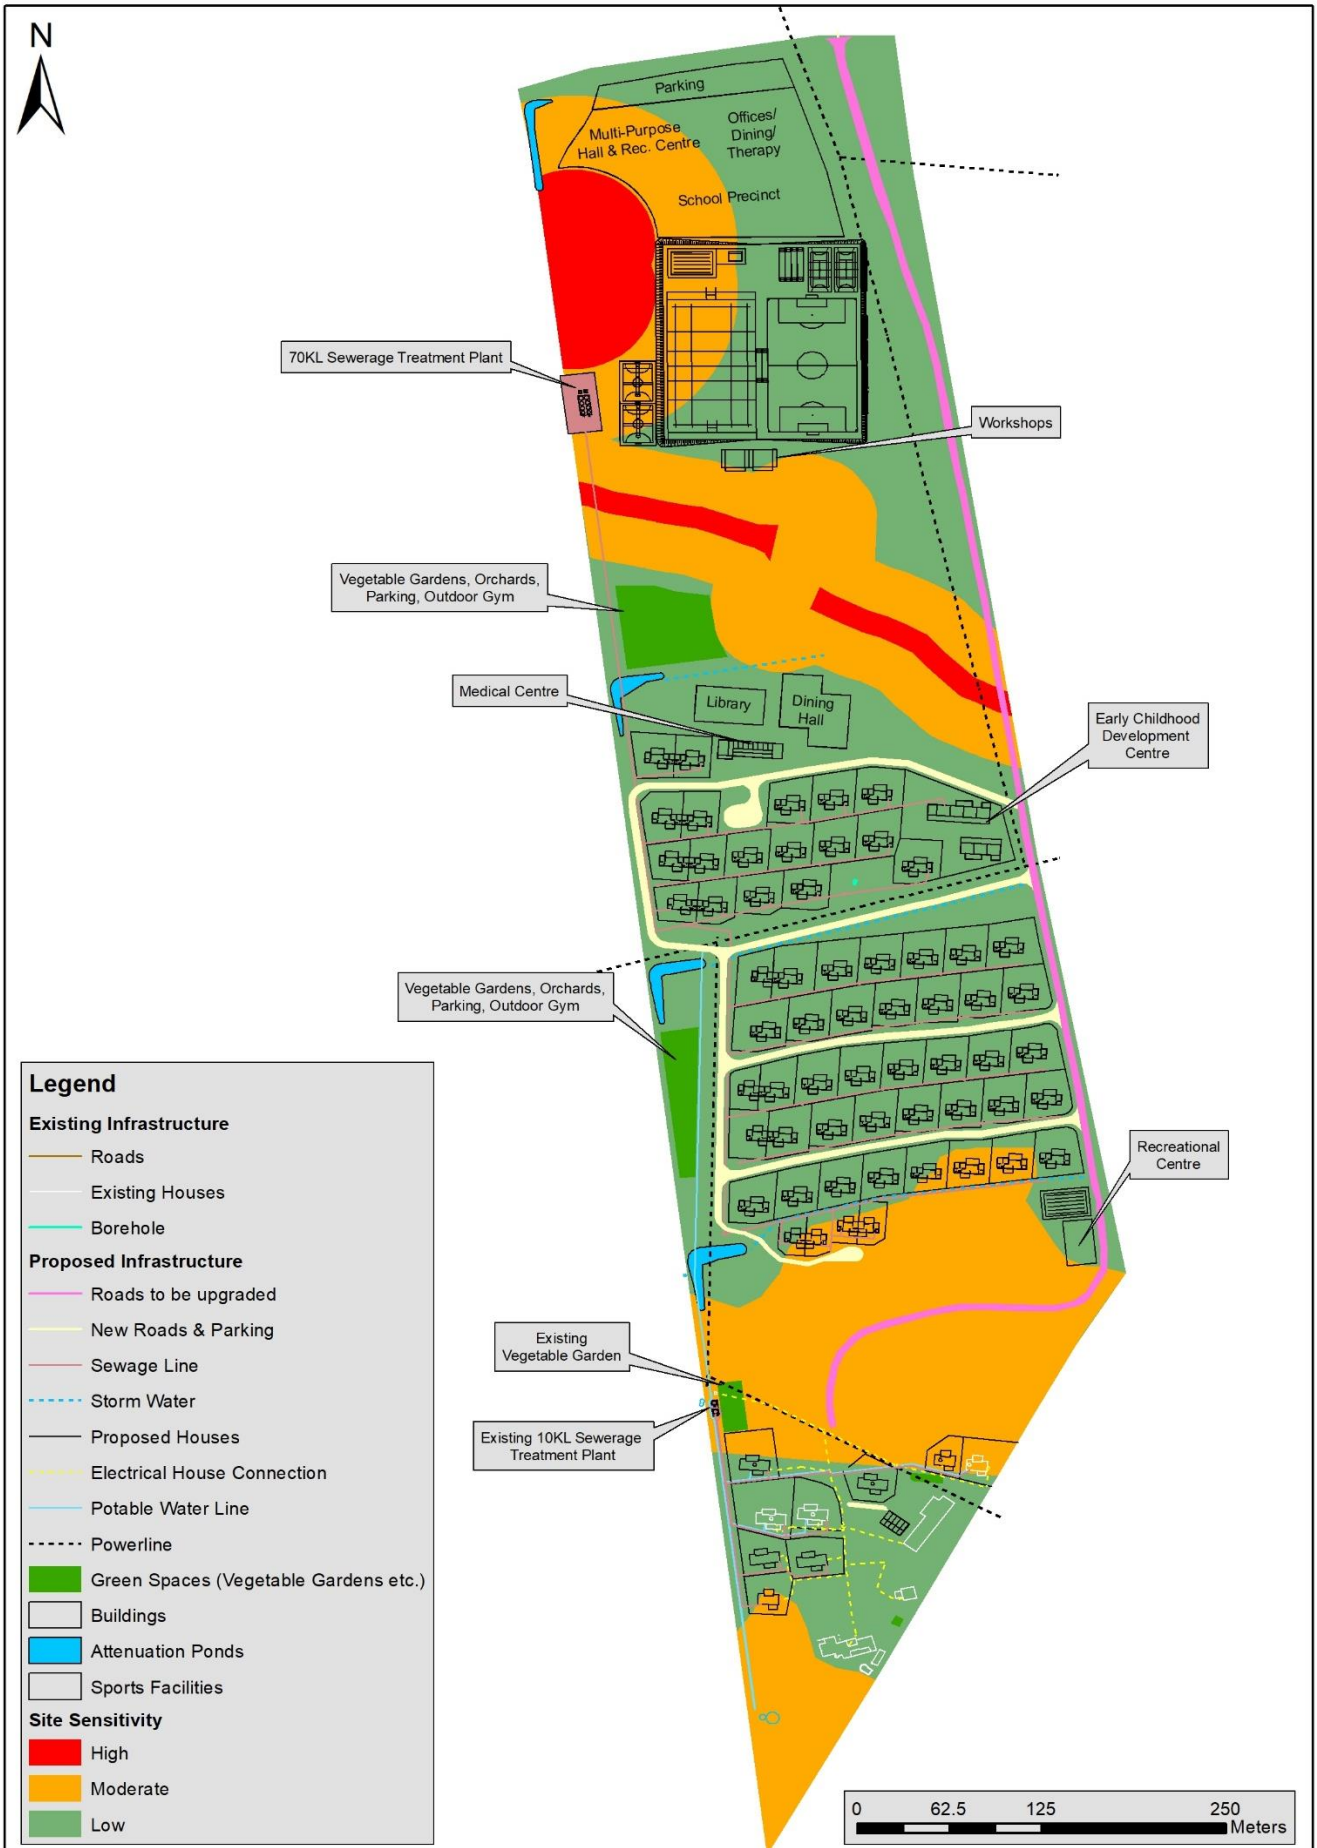 N
Parking
Multi-Purpose
Hall & Rec. Centre
Offices/
Dining/
Therapy
School Precinct
70KL Sewerage Treatment Plant
Workshops
Vegetable Gardens, Orchards,
Parking, Outdoor Gym
Medical Centre
Library
Dining
Hall
Early Childhood
Development
Centre
Vegetable Gardens, Orchards,
Parking, Outdoor Gym
Recreational
Centre
Existing
Vegetable Garden
Existing 10KL Sewerage
Treatment Plant
Legend
Existing Infrastructure
Roads
Existing Houses
Borehole
Proposed Infrastructure
Roads to be upgraded
New Roads & Parking
Sewage Line
Storm Water
Proposed Houses
Electrical House Connection
Potable Water Line
Powerline
Green Spaces (Vegetable Gardens etc.)
Buildings
Attenuation Ponds
Sports Facilities
Site Sensitivity
High
Moderate
Low
0 62.5 125 250
Meters